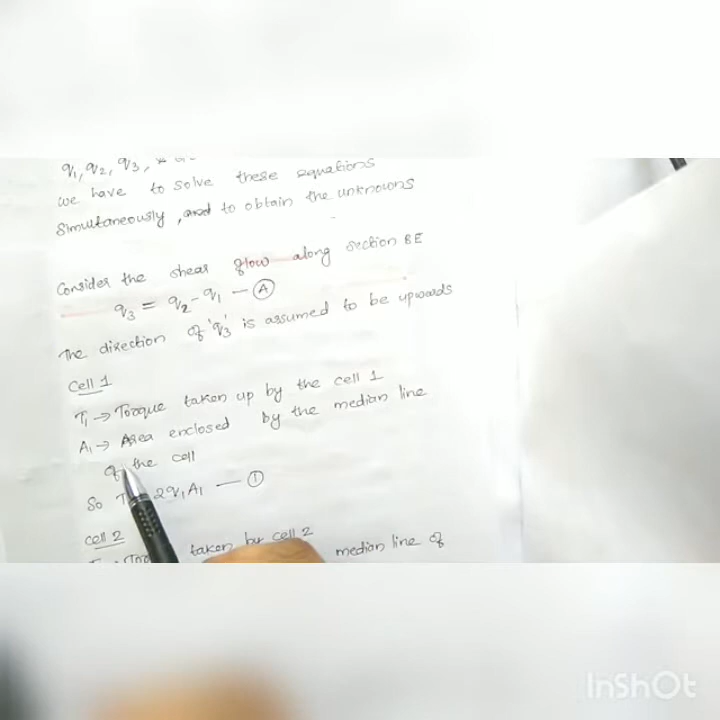 q1, q2, q3,
we have to solve these equations
simultaneously, and to obtain the unknowns
Consider the shear flow along section BE
q3 = q2 - q1 — (A)
The direction of 'q3' is assumed to be upwards
Cell 1
T1 → Torque taken up by the cell 1
A1 → Area enclosed by the median line
of the cell
So T 2q1A1 — (1)
Cell 2
taken by cell 2
median line of
InShOt